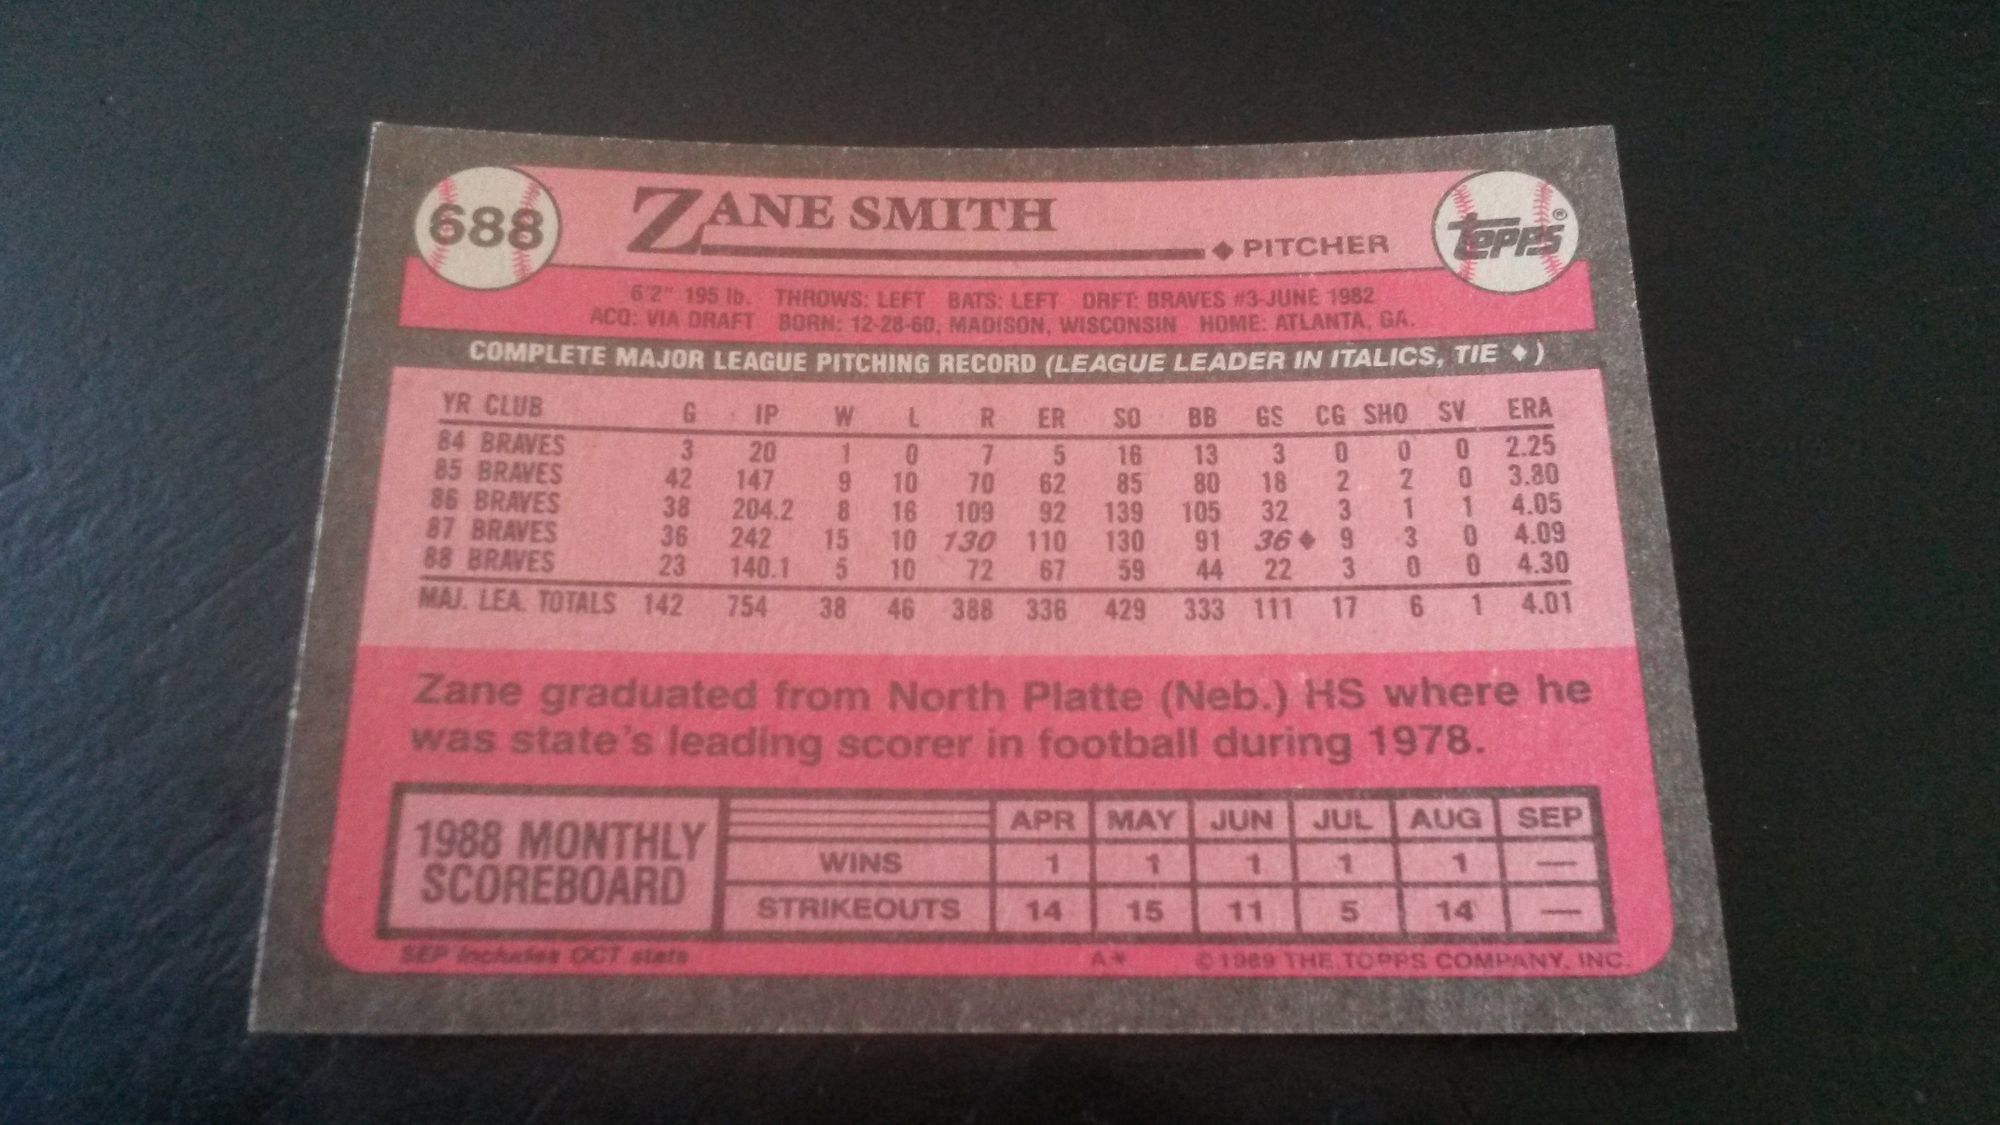 688
ZANE SMITH
♦ PITCHER
TOPPS®
6'2" 195 lb. THROWS: LEFT BATS: LEFT DRFT: BRAVES #3-JUNE 1982
ACQ: VIA DRAFT BORN: 12-28-60, MADISON, WISCONSIN HOME: ATLANTA, GA.
COMPLETE MAJOR LEAGUE PITCHING RECORD (LEAGUE LEADER IN ITALICS, TIE ♦)
YR CLUB G IP W L R ER SO BB GS CG SHO SV ERA
84 BRAVES 3 20 1 0 7 5 16 13 3 0 0 0 2.25
85 BRAVES 42 147 9 10 70 62 85 80 18 2 2 0 3.80
86 BRAVES 38 204.2 8 16 109 92 139 105 32 3 1 1 4.05
87 BRAVES 36 242 15 10 130 110 130 91 36♦ 9 3 0 4.09
88 BRAVES 23 140.1 5 10 72 67 59 44 22 3 0 0 4.30
MAJ. LEA. TOTALS 142 754 38 46 388 336 429 333 111 17 6 1 4.01
Zane graduated from North Platte (Neb.) HS where he
was state's leading scorer in football during 1978.
1988 MONTHLY
SCOREBOARD
APR MAY JUN JUL AUG SEP
WINS 1 1 1 1 1 —
STRIKEOUTS 14 15 11 5 14 —
SEP includes OCT stats A* © 1989 THE TOPPS COMPANY, INC.